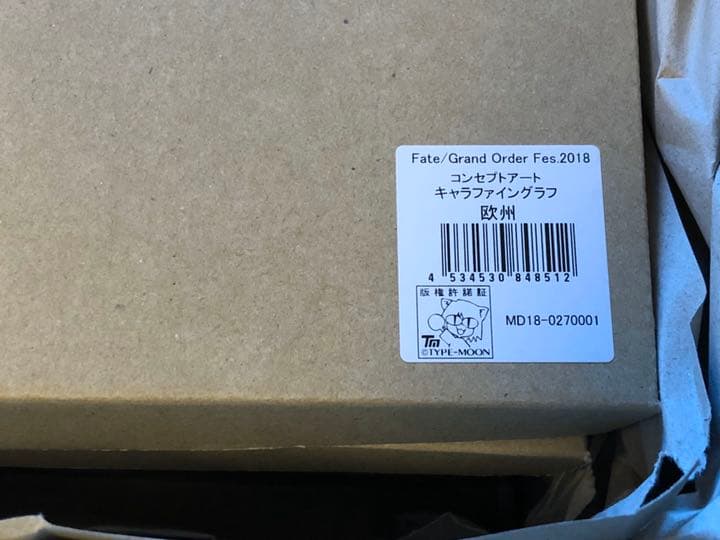 Fate/Grand Order Fes.2018
コンセプトアート
キャラファイングラフ
欧州
4 534530 848512
版権許諾証
TM
©TYPE-MOON
MD18-0270001